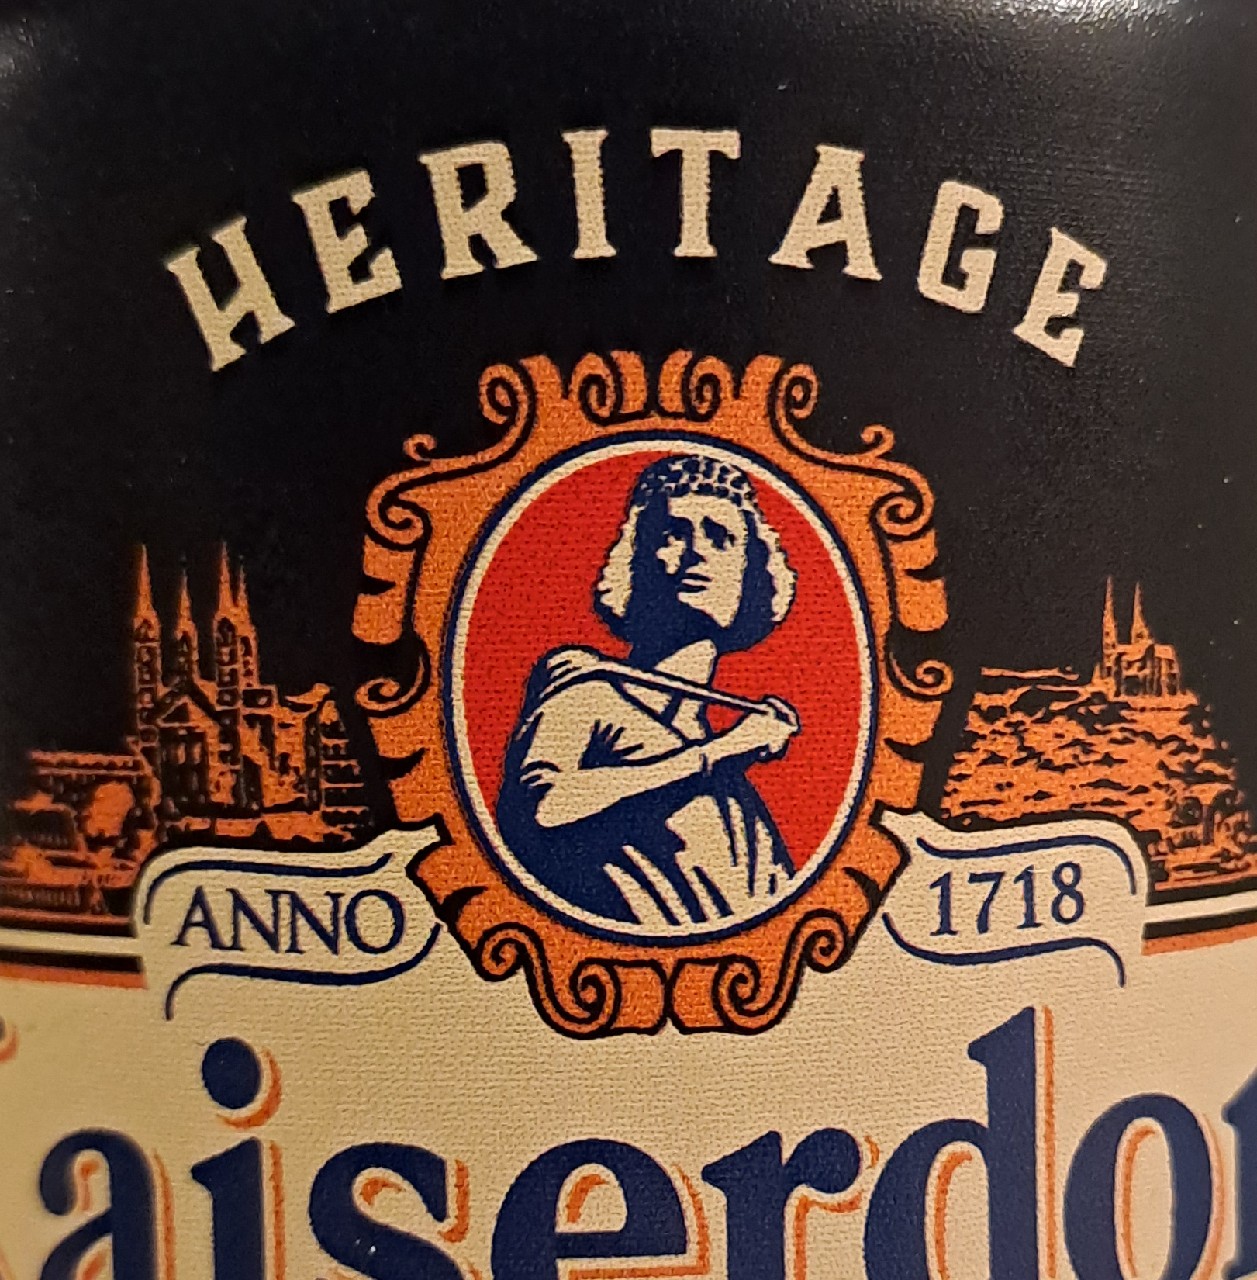 HERITAGE
ANNO 1718
aiserdo